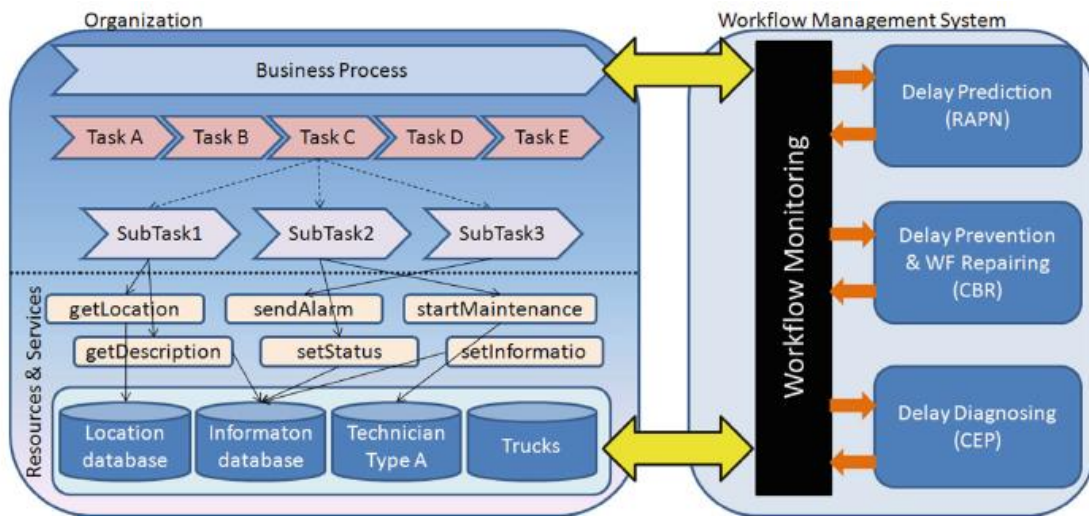 Organization
Workflow Management System
Business Process
Task A
Task B
Task C
Task D
Task E
SubTask1
SubTask2
SubTask3
Resources & Services
getLocation
sendAlarm
startMaintenance
getDescription
setStatus
setInformatio
Location
database
Informaton
database
Technician
Type A
Trucks
Workflow Monitoring
Delay Prediction
(RAPN)
Delay Prevention
& WF Repairing
(CBR)
Delay Diagnosing
(CEP)